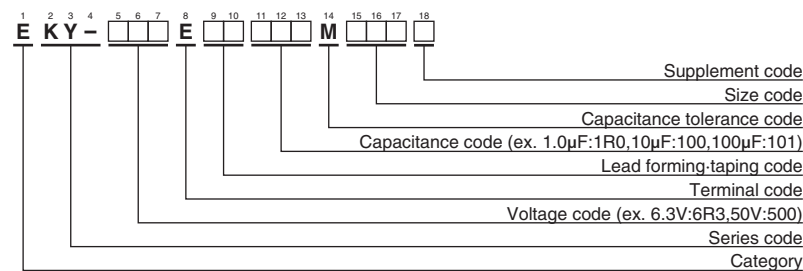 1 2 3 4 5 6 7 8 9 10 11 12 13 14 15 16 17 18
E KY– □□□ E □□ □□□ M □□□ □
Supplement code
Size code
Capacitance tolerance code
Capacitance code (ex. 1.0µF:1R0,10µF:100,100µF:101)
Lead forming·taping code
Terminal code
Voltage code (ex. 6.3V:6R3,50V:500)
Series code
Category